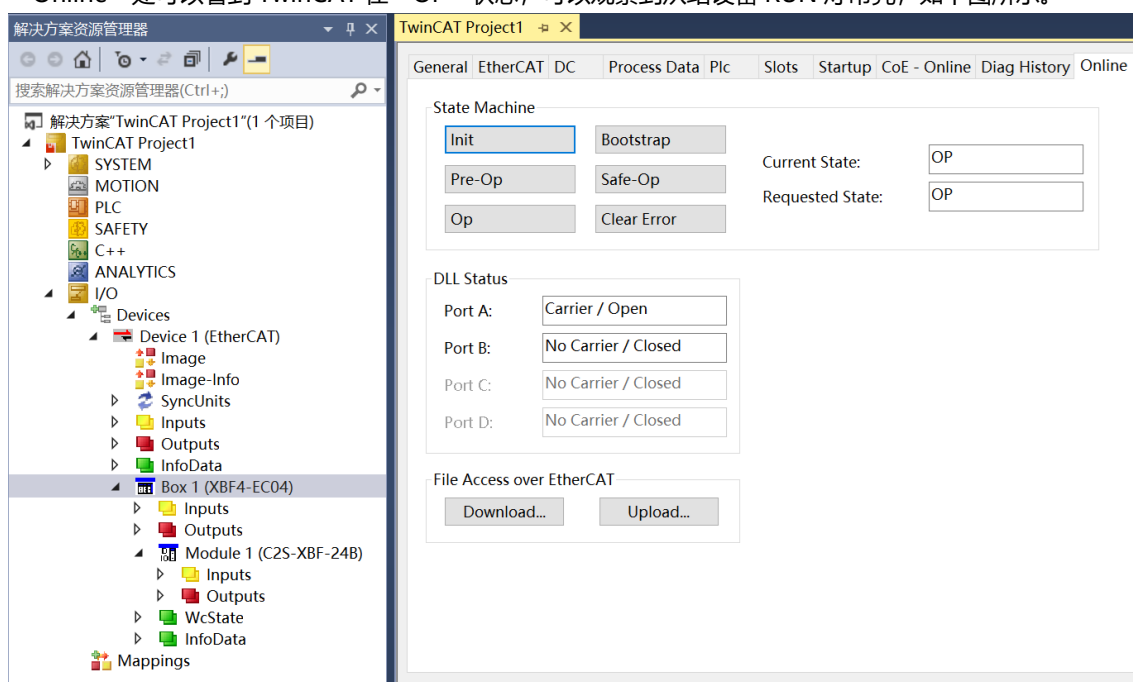 解决方案资源管理器
搜索解决方案资源管理器(Ctrl+;)
解决方案"TwinCAT Project1"(1 个项目)
TwinCAT Project1
SYSTEM
MOTION
PLC
SAFETY
C++
ANALYTICS
I/O
Devices
Device 1 (EtherCAT)
Image
Image-Info
SyncUnits
Inputs
Outputs
InfoData
Box 1 (XBF4-EC04)
Inputs
Outputs
Module 1 (C2S-XBF-24B)
Inputs
Outputs
WcState
InfoData
Mappings
TwinCAT Project1
General EtherCAT DC Process Data Plc Slots Startup CoE - Online Diag History Online
State Machine
Init Bootstrap
Pre-Op Safe-Op
Op Clear Error
Current State: OP
Requested State: OP
DLL Status
Port A: Carrier / Open
Port B: No Carrier / Closed
Port C: No Carrier / Closed
Port D: No Carrier / Closed
File Access over EtherCAT
Download... Upload...